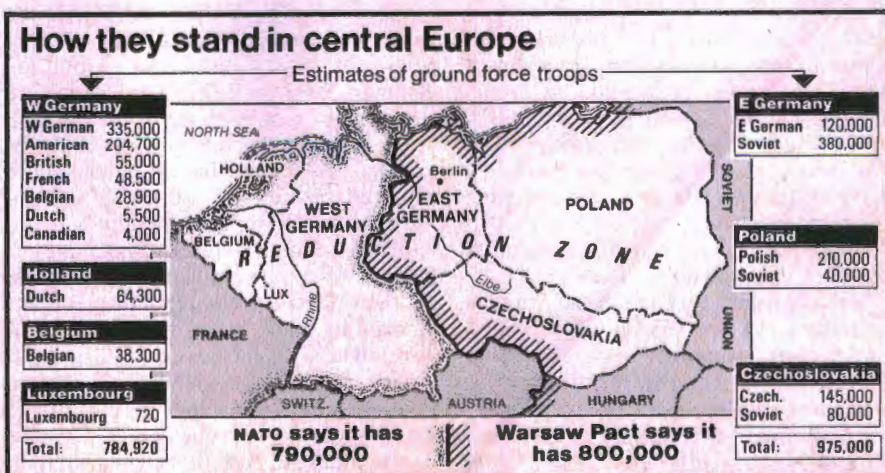 How they stand in central Europe
Estimates of ground force troops
W Germany
W German 335,000
American 204,700
British 55,000
French 48,500
Belgian 28,900
Dutch 5,500
Canadian 4,000
Holland
Dutch 64,300
Belgium
Belgian 38,300
Luxembourg
Luxembourg 720
Total: 784,920
NORTH SEA
HOLLAND
BELGIUM
LUX
WEST
GERMANY
Berlin
EAST
GERMANY
POLAND
REDUCTION ZONE
Rhine
Elbe
CZECHOSLOVAKIA
FRANCE
SWITZ.
AUSTRIA
HUNGARY
SOVIET
UNION
E Germany
E German 120.000
Soviet 380,000
Poland
Polish 210,000
Soviet 40,000
Czechoslovakia
Czech. 145,000
Soviet 80,000
Total: 975,000
NATO says it has
790,000
Warsaw Pact says it
has 800,000